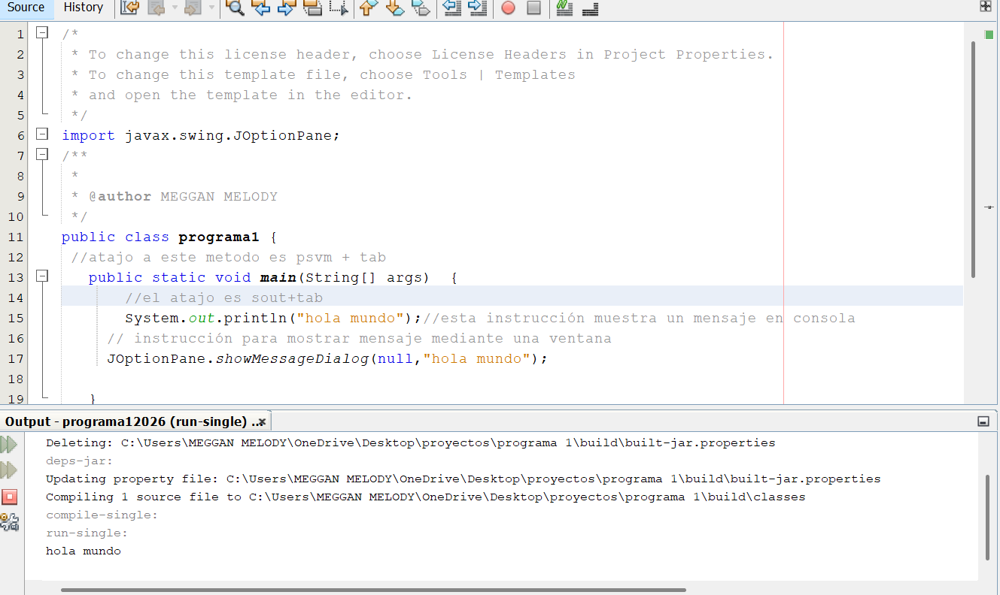 Source History
1 /*
2 * To change this license header, choose License Headers in Project Properties.
3 * To change this template file, choose Tools | Templates
4 * and open the template in the editor.
5 */
6 import javax.swing.JOptionPane;
7 /**
8 *
9 * @author MEGGAN MELODY
10 */
11 public class programa1 {
12 //atajo a este metodo es psvm + tab
13 public static void main(String[] args) {
14 //el atajo es sout+tab
15 System.out.println("hola mundo");//esta instrucción muestra un mensaje en consola
16 // instrucción para mostrar mensaje mediante una ventana
17 JOptionPane.showMessageDialog(null,"hola mundo");
18
19 }
Output - programa12026 (run-single) ..x
Deleting: C:\Users\MEGGAN MELODY\OneDrive\Desktop\proyectos\programa 1\build\built-jar.properties
deps-jar:
Updating property file: C:\Users\MEGGAN MELODY\OneDrive\Desktop\proyectos\programa 1\build\built-jar.properties
Compiling 1 source file to C:\Users\MEGGAN MELODY\OneDrive\Desktop\proyectos\programa 1\build\classes
compile-single:
run-single:
hola mundo